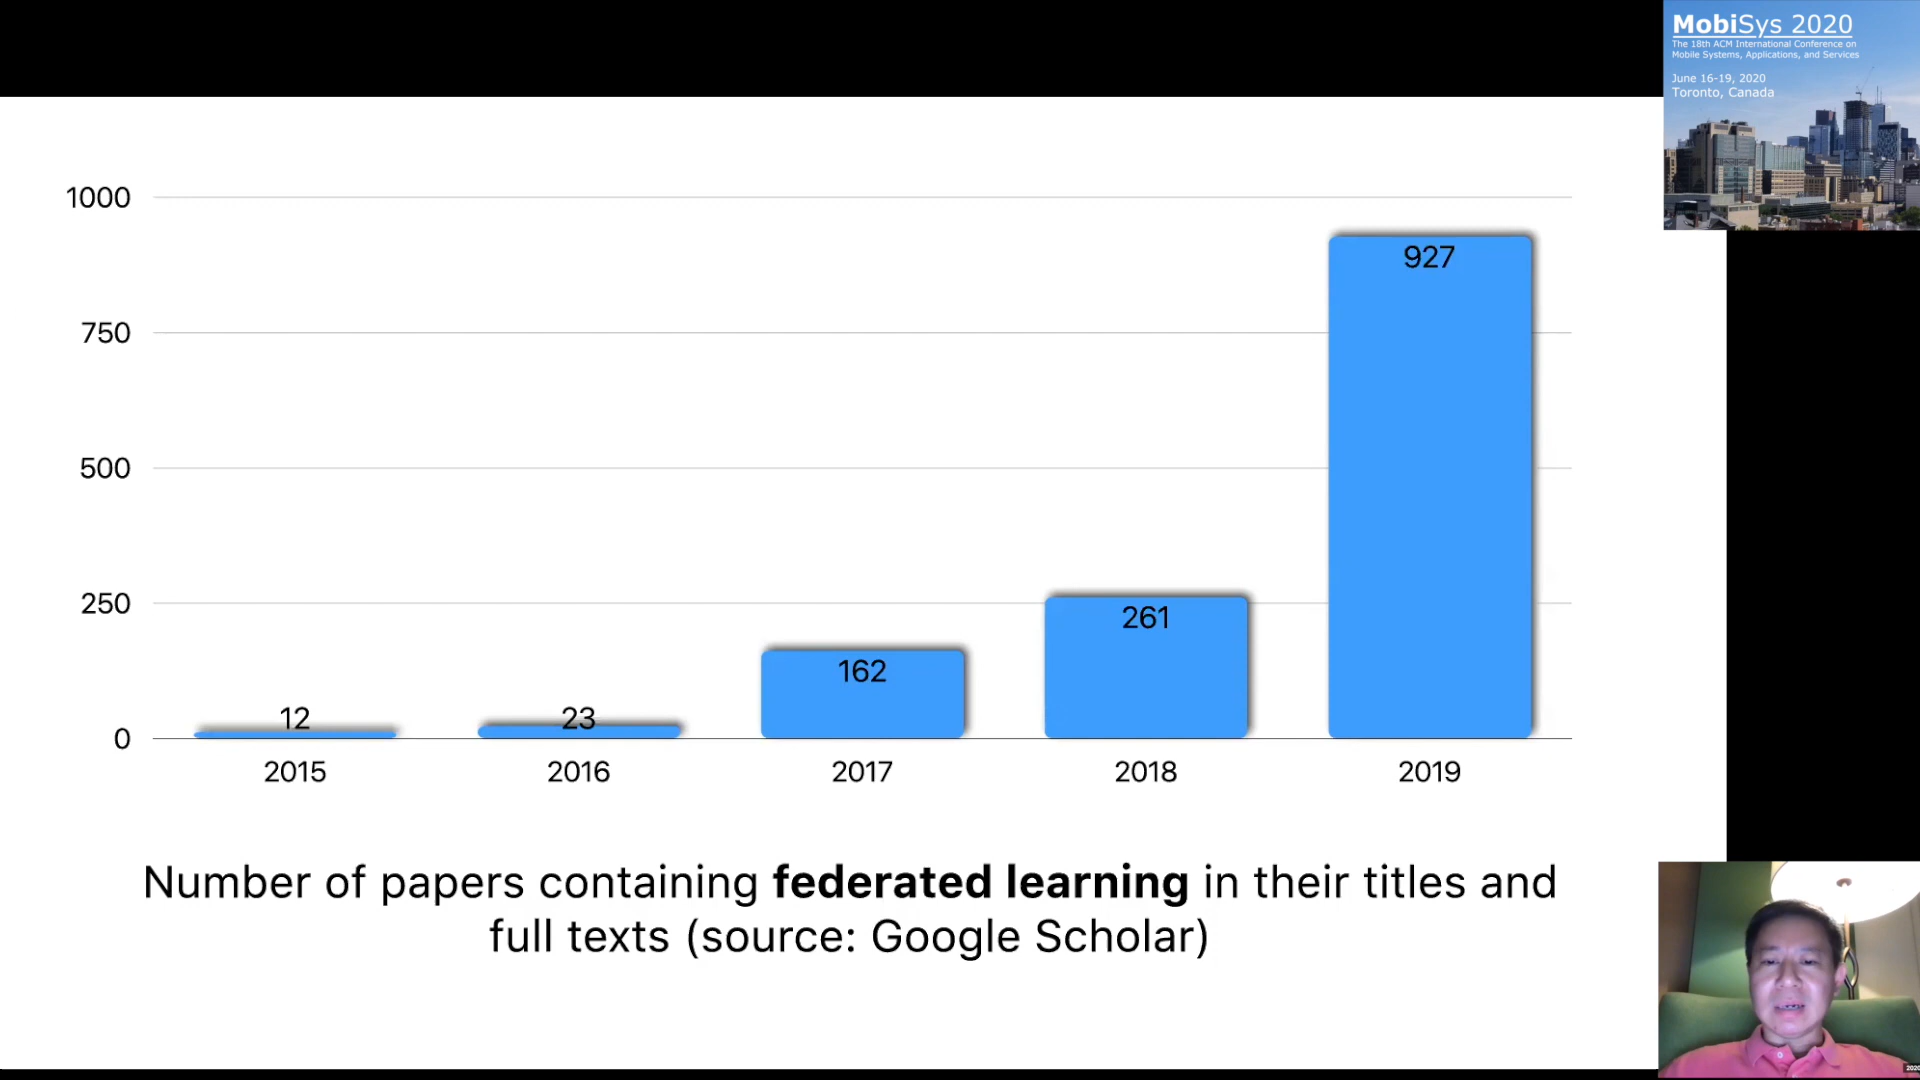 MobiSys 2020
The 18th ACM International Conference on
Mobile Systems, Applications, and Services
June 16-19, 2020
Toronto, Canada
1000
750
500
250
0
12
23
162
261
927
2015
2016
2017
2018
2019
Number of papers containing federated learning in their titles and
full texts (source: Google Scholar)